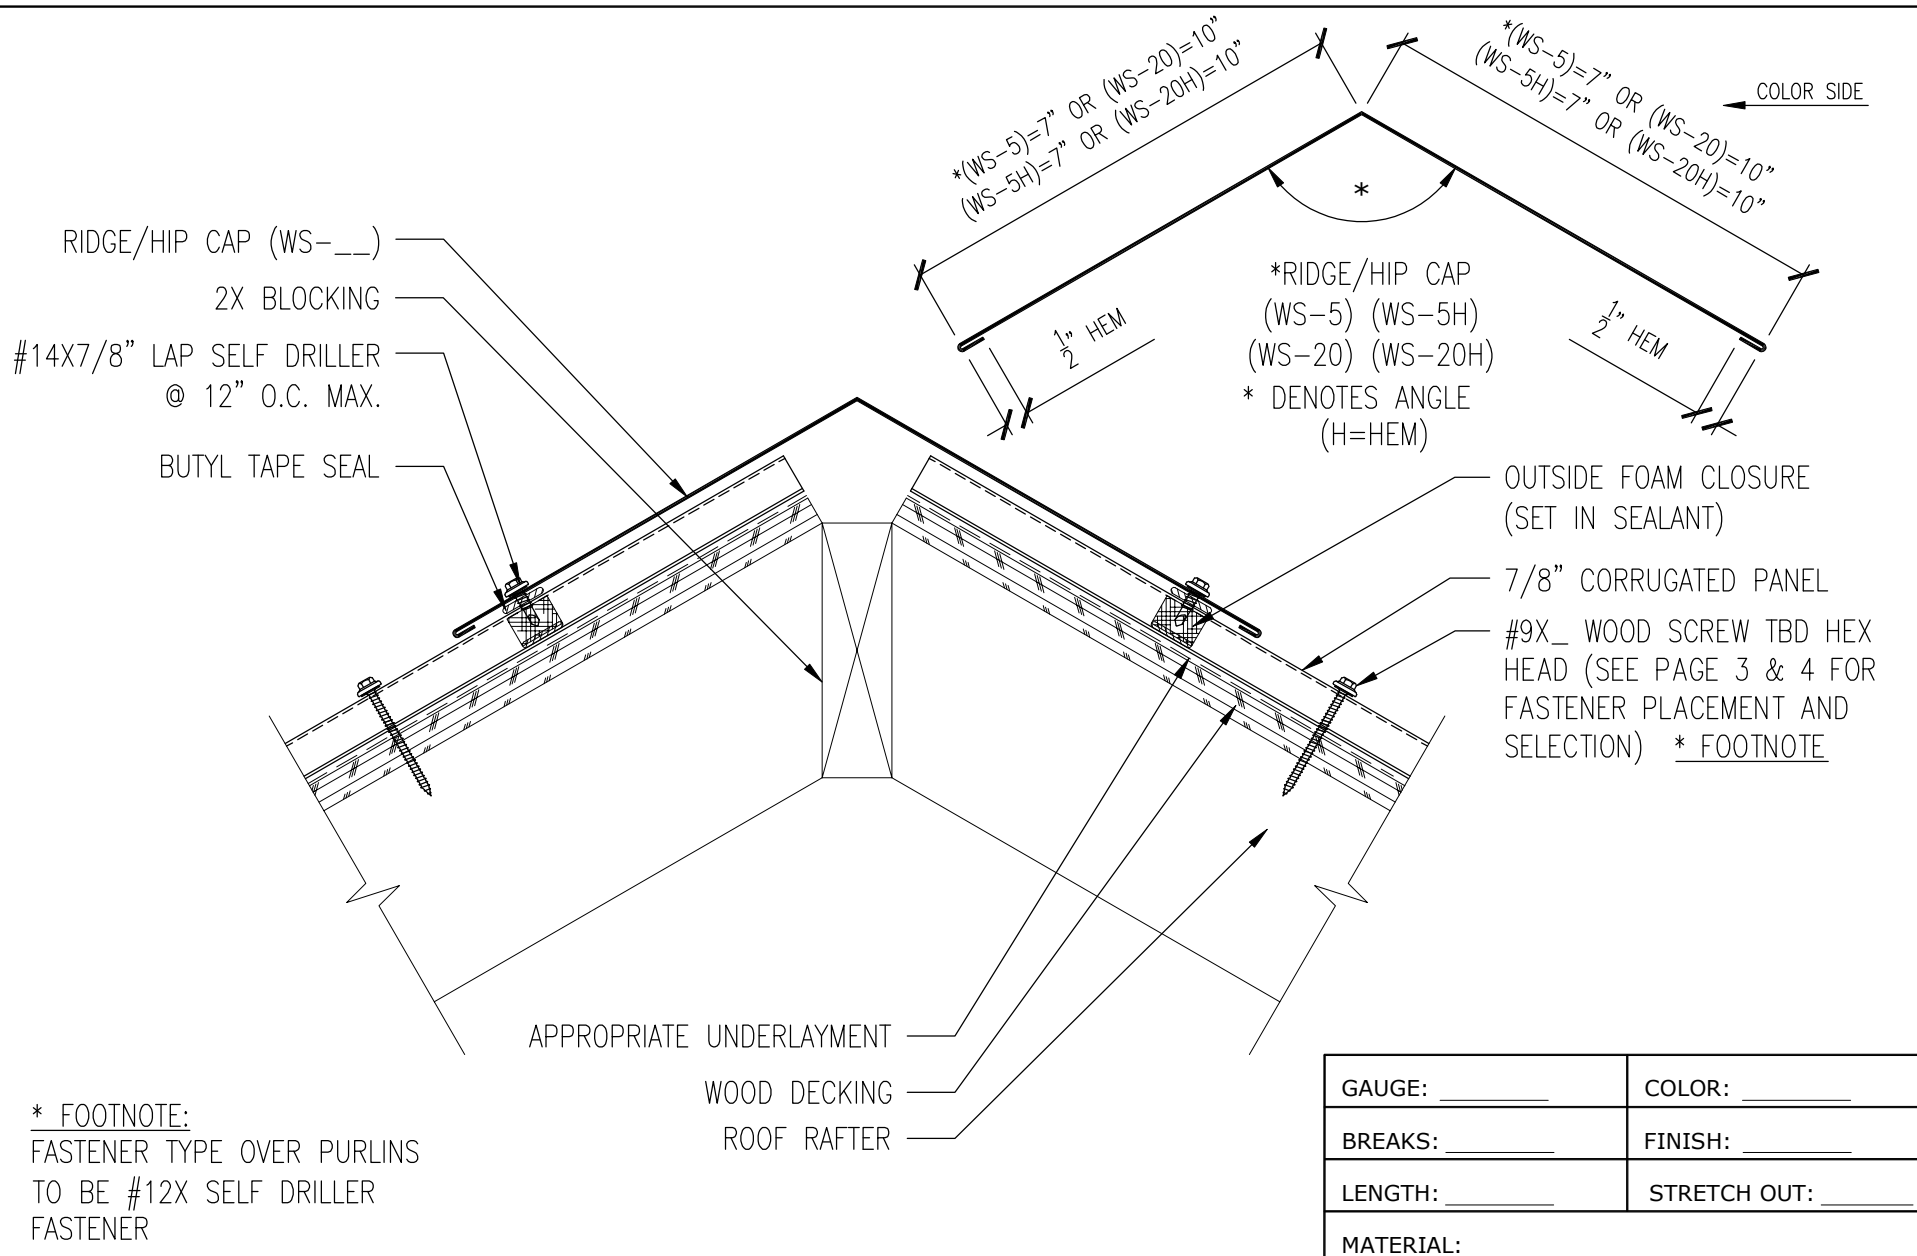 *(WS-5)=7" OR (WS-20)=10"
(WS-5H)=7" OR (WS-20H)=10"
*(WS-5)=7" OR (WS-20)=10"
(WS-5H)=7" OR (WS-20H)=10"
COLOR SIDE
*
1/2" HEM
1/2" HEM
*RIDGE/HIP CAP
(WS-5) (WS-5H)
(WS-20) (WS-20H)
* DENOTES ANGLE
(H=HEM)
RIDGE/HIP CAP (WS-__)
2X BLOCKING
#14X7/8" LAP SELF DRILLER
@ 12" O.C. MAX.
BUTYL TAPE SEAL
OUTSIDE FOAM CLOSURE
(SET IN SEALANT)
7/8" CORRUGATED PANEL
#9X_ WOOD SCREW TBD HEX
HEAD (SEE PAGE 3 & 4 FOR
FASTENER PLACEMENT AND
SELECTION) * FOOTNOTE
APPROPRIATE UNDERLAYMENT
WOOD DECKING
ROOF RAFTER
* FOOTNOTE:
FASTENER TYPE OVER PURLINS
TO BE #12X SELF DRILLER
FASTENER
GAUGE: ________ COLOR: ________
BREAKS: ________ FINISH: ________
LENGTH: ________ STRETCH OUT: _______
MATERIAL: